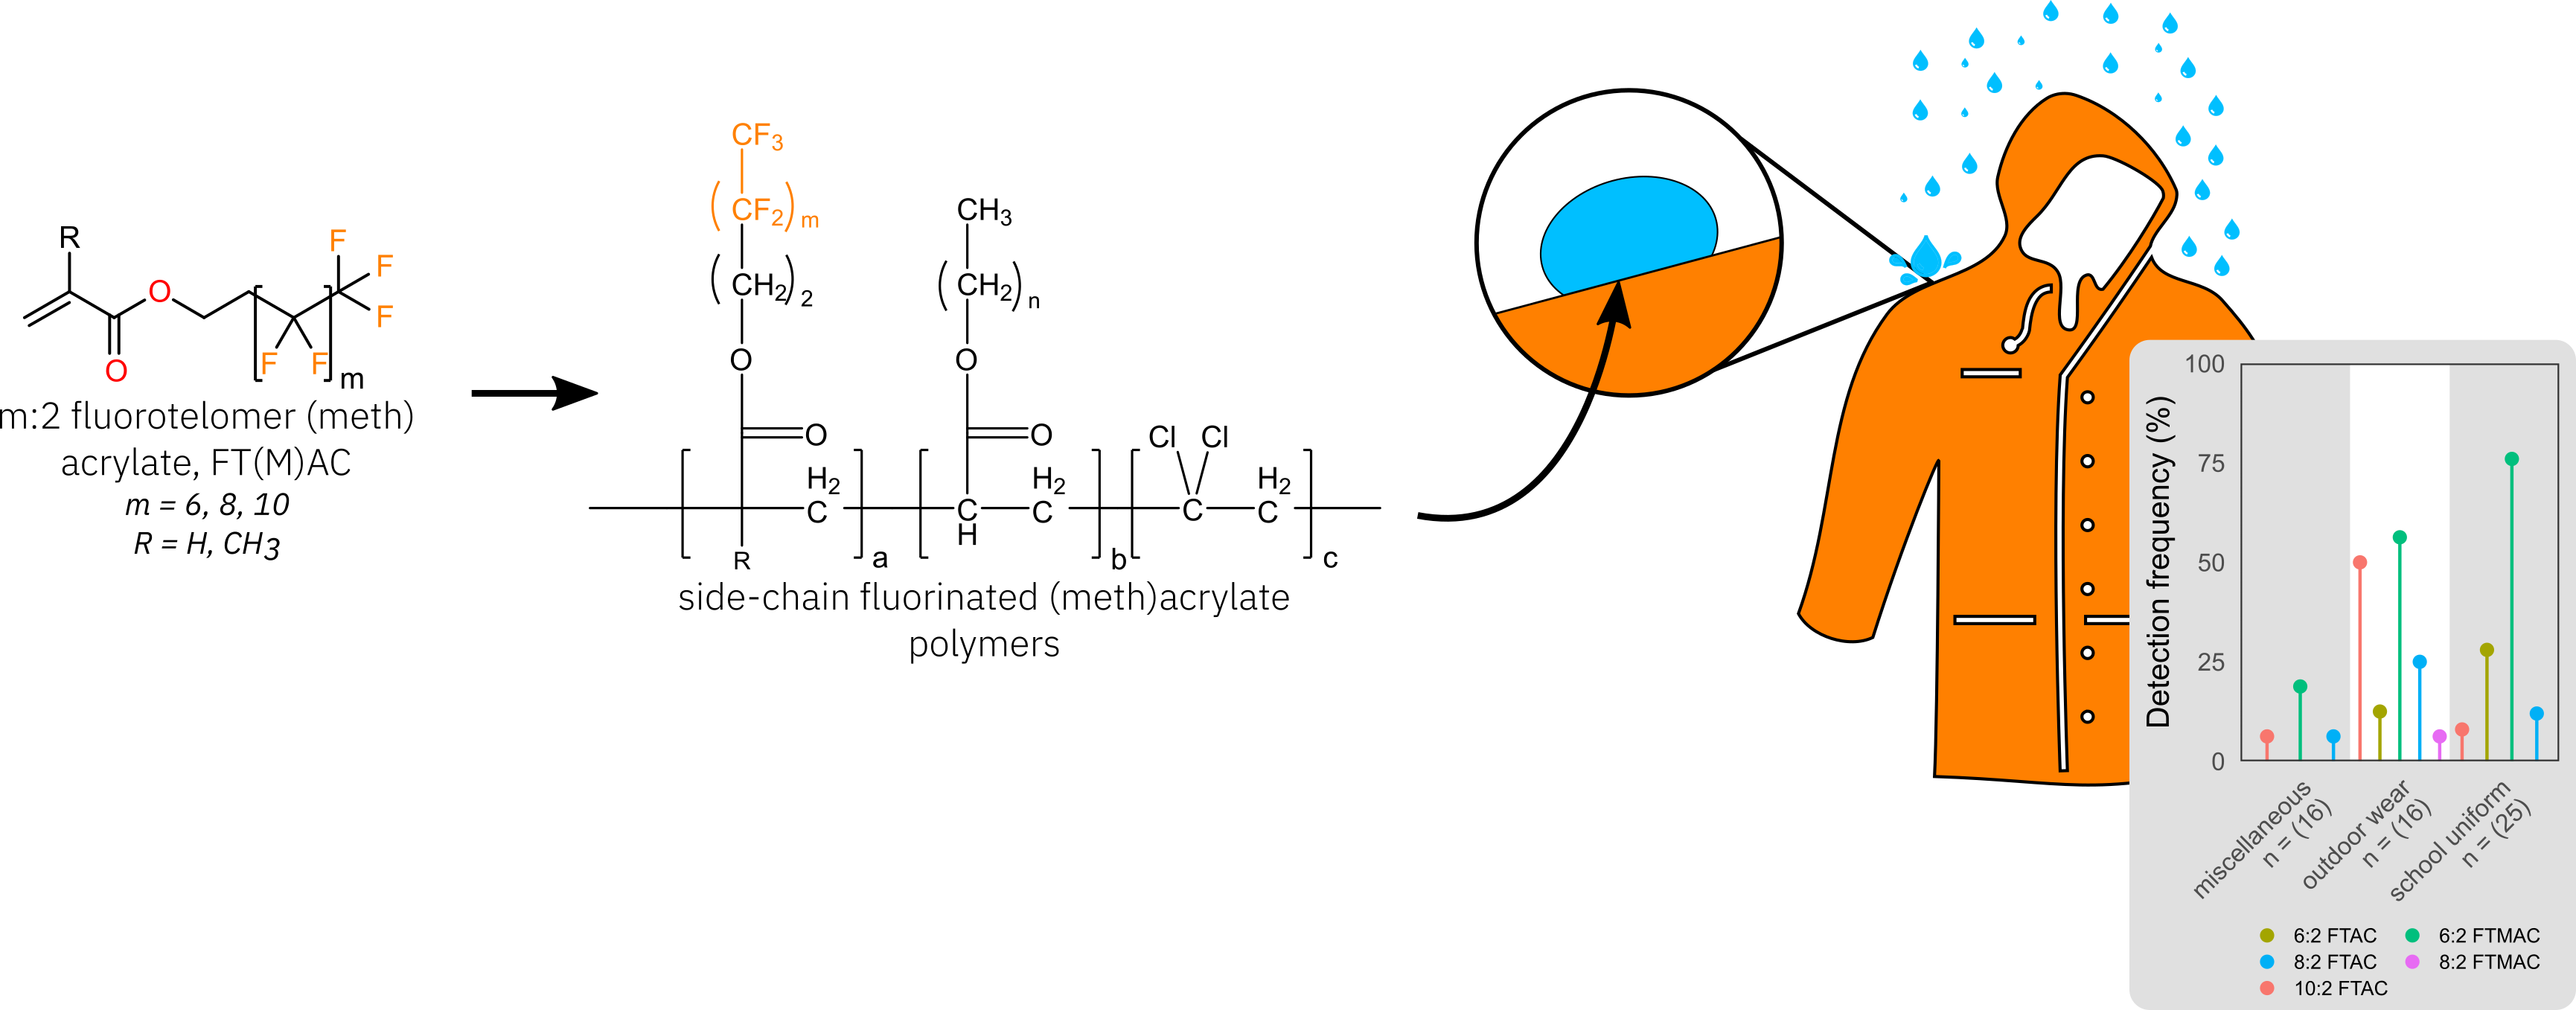 R
O
O
F
F
F
F
F
m
m:2 fluorotelomer (meth)
acrylate, FT(M)AC
m = 6, 8, 10
R = H, CH3
CF3
(CF2)m
(CH2)2
O
O
H2
C
R
a
CH3
(CH2)n
O
O
H2
C
C
H
b
Cl Cl
H2
C
C
c
side-chain fluorinated (meth)acrylate
polymers
Detection frequency (%)
100
75
50
25
0
miscellaneous
n = (16)
outdoor wear
n = (16)
school uniform
n = (25)
6:2 FTAC
6:2 FTMAC
8:2 FTAC
8:2 FTMAC
10:2 FTAC